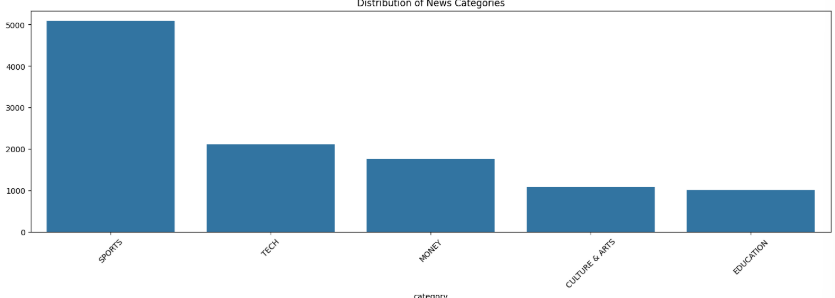 Distribution of News Categories
5000
4000
3000
2000
1000
0
SPORTS
TECH
MONEY
CULTURE & ARTS
EDUCATION
category